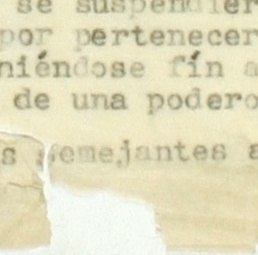 se suspendier
por pertenecer
niéndose fín a
de una podero
s semejantes a